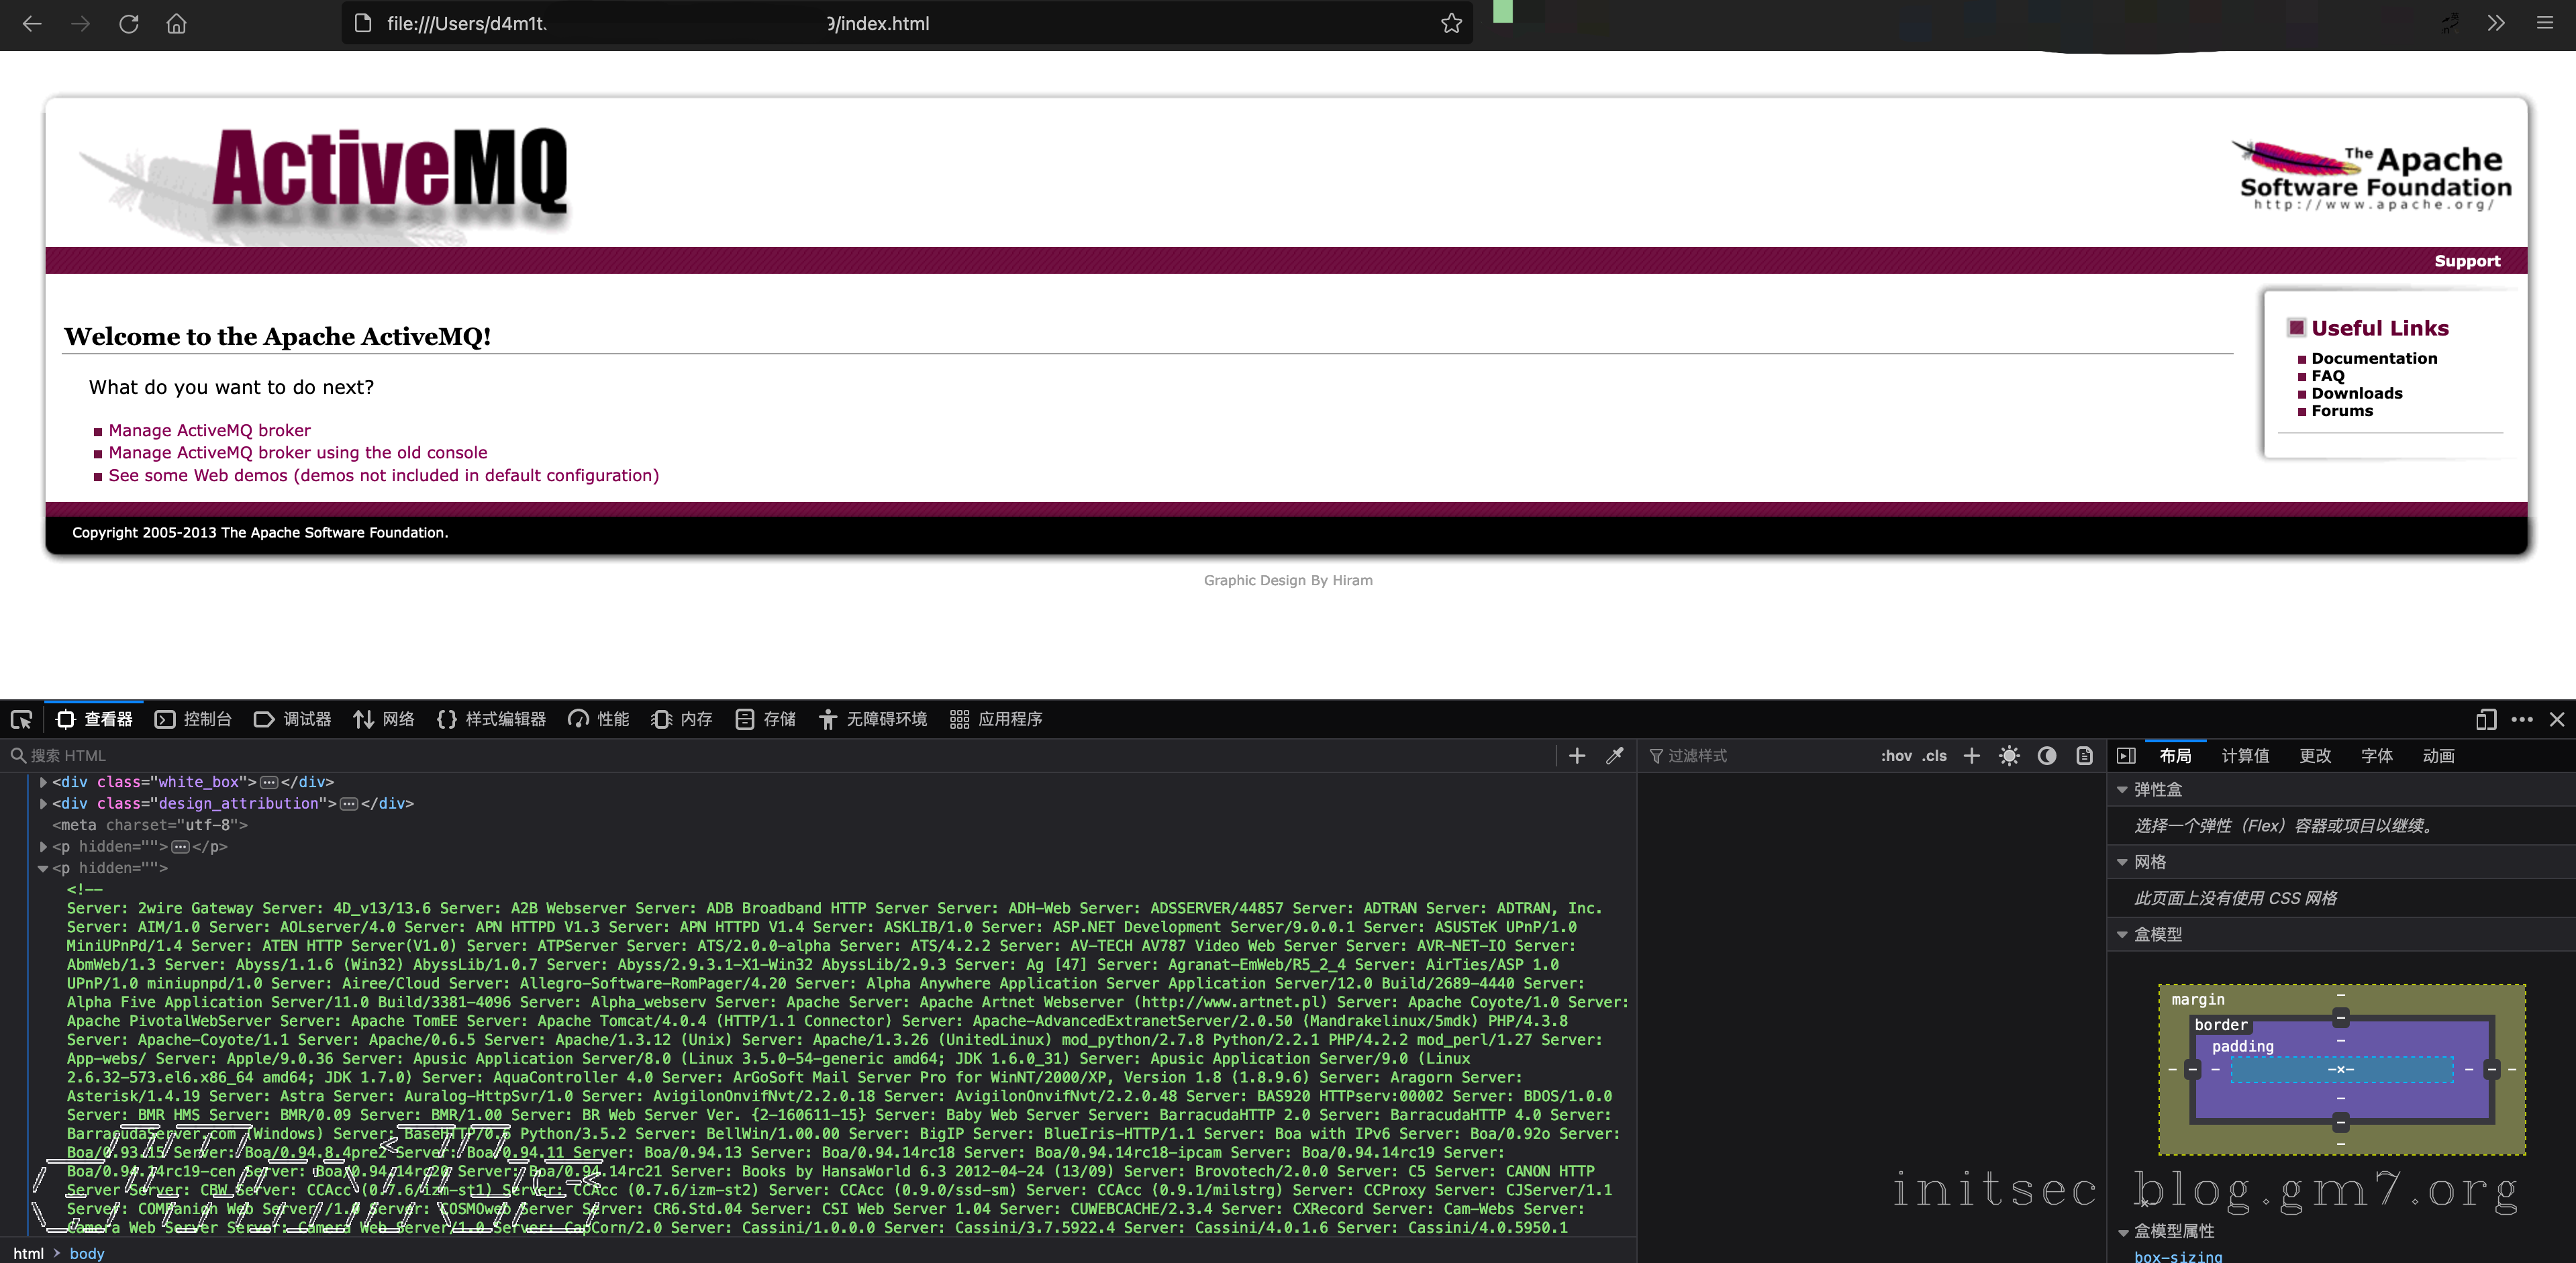 file:///Users/d4m1t
9/index.html
ActiveMQ
The Apache
Software Foundation
http://www.apache.org/
Support
Welcome to the Apache ActiveMQ!
What do you want to do next?
Manage ActiveMQ broker
Manage ActiveMQ broker using the old console
See some Web demos (demos not included in default configuration)
Useful Links
Documentation
FAQ
Downloads
Forums
Copyright 2005-2013 The Apache Software Foundation.
Graphic Design By Hiram
查看器 控制台 调试器 网络 {} 样式编辑器 性能 内存 存储 无障碍环境 应用程序
搜索 HTML
<div class="white_box">⋯</div>
<div class="design_attribution">⋯</div>
<meta charset="utf-8">
<p hidden="">⋯</p>
<p hidden="">
<!--
Server: 2wire Gateway Server: 4D_v13/13.6 Server: A2B Webserver Server: ADB Broadband HTTP Server Server: ADH-Web Server: ADSSERVER/44857 Server: ADTRAN Server: ADTRAN, Inc.
Server: AIM/1.0 Server: AOLserver/4.0 Server: APN HTTPD V1.3 Server: APN HTTPD V1.4 Server: ASKLIB/1.0 Server: ASP.NET Development Server/9.0.0.1 Server: ASUSTeK UPnP/1.0
MiniUPnPd/1.4 Server: ATEN HTTP Server(V1.0) Server: ATPServer Server: ATS/2.0.0-alpha Server: ATS/4.2.2 Server: AV-TECH AV787 Video Web Server Server: AVR-NET-IO Server:
AbmWeb/1.3 Server: Abyss/1.1.6 (Win32) AbyssLib/1.0.7 Server: Abyss/2.9.3.1-X1-Win32 AbyssLib/2.9.3 Server: Ag [47] Server: Agranat-EmWeb/R5_2_4 Server: AirTies/ASP 1.0
UPnP/1.0 miniupnpd/1.0 Server: Airee/Cloud Server: Allegro-Software-RomPager/4.20 Server: Alpha Anywhere Application Server Application Server/12.0 Build/2689-4440 Server:
Alpha Five Application Server/11.0 Build/3381-4096 Server: Alpha_webserv Server: Apache Server: Apache Artnet Webserver (http://www.artnet.pl) Server: Apache Coyote/1.0 Server:
Apache PivotalWebServer Server: Apache TomEE Server: Apache Tomcat/4.0.4 (HTTP/1.1 Connector) Server: Apache-AdvancedExtranetServer/2.0.50 (Mandrakelinux/5mdk) PHP/4.3.8
Server: Apache-Coyote/1.1 Server: Apache/0.6.5 Server: Apache/1.3.12 (Unix) Server: Apache/1.3.26 (UnitedLinux) mod_python/2.7.8 Python/2.2.1 PHP/4.2.2 mod_perl/1.27 Server:
App-webs/ Server: Apple/9.0.36 Server: Apusic Application Server/8.0 (Linux 3.5.0-54-generic amd64; JDK 1.6.0_31) Server: Apusic Application Server/9.0 (Linux
2.6.32-573.el6.x86_64 amd64; JDK 1.7.0) Server: AquaController 4.0 Server: ArGoSoft Mail Server Pro for WinNT/2000/XP, Version 1.8 (1.8.9.6) Server: Aragorn Server:
Asterisk/1.4.19 Server: Astra Server: Auralog-HttpSvr/1.0 Server: AvigilonOnvifNvt/2.2.0.18 Server: AvigilonOnvifNvt/2.2.0.48 Server: BAS920 HTTPserv:00002 Server: BDOS/1.0.0
Server: BMR HMS Server: BMR/0.09 Server: BMR/1.00 Server: BR Web Server Ver. {2-160611-15} Server: Baby Web Server Server: BarracudaHTTP 2.0 Server: BarracudaHTTP 4.0 Server:
BarracudaServer.com (Windows) Server: BaseHTTP/0.6 Python/3.5.2 Server: BellWin/1.00.00 Server: BigIP Server: BlueIris-HTTP/1.1 Server: Boa with IPv6 Server: Boa/0.92o Server:
Boa/0.93.15 Server: Boa/0.94.8.4pre2 Server: Boa/0.94.11 Server: Boa/0.94.13 Server: Boa/0.94.14rc18 Server: Boa/0.94.14rc18-ipcam Server: Boa/0.94.14rc19 Server:
Boa/0.94.14rc19-cen Server: Boa/0.94.14rc20 Server: Boa/0.94.14rc21 Server: Books by HansaWorld 6.3 2012-04-24 (13/09) Server: Brovotech/2.0.0 Server: C5 Server: CANON HTTP
Server Server: CBW Server: CCAcc (0.7.6/izm-st1) Server: CCAcc (0.7.6/izm-st2) Server: CCAcc (0.9.0/ssd-sm) Server: CCAcc (0.9.1/milstrg) Server: CCProxy Server: CJServer/1.1
Server: COMPanion Web Server/1.0 Server: COSMOweb Server Server: CR6.Std.04 Server: CSI Web Server 1.04 Server: CUWEBCACHE/2.3.4 Server: CXRecord Server: Cam-Webs Server:
Camera Web Server Server: Camera Web Server/1.0 Server: CapCorn/2.0 Server: Cassini/1.0.0.0 Server: Cassini/3.7.5922.4 Server: Cassini/4.0.1.6 Server: Cassini/4.0.5950.1
html > body
过滤样式
:hov .cls
布局 计算值 更改 字体 动画
弹性盒
选择一个弹性（Flex）容器或项目以继续。
网格
此页面上没有使用 CSS 网格
盒模型
margin
border
padding
initsec blog.gm7.org
盒模型属性
box-sizing